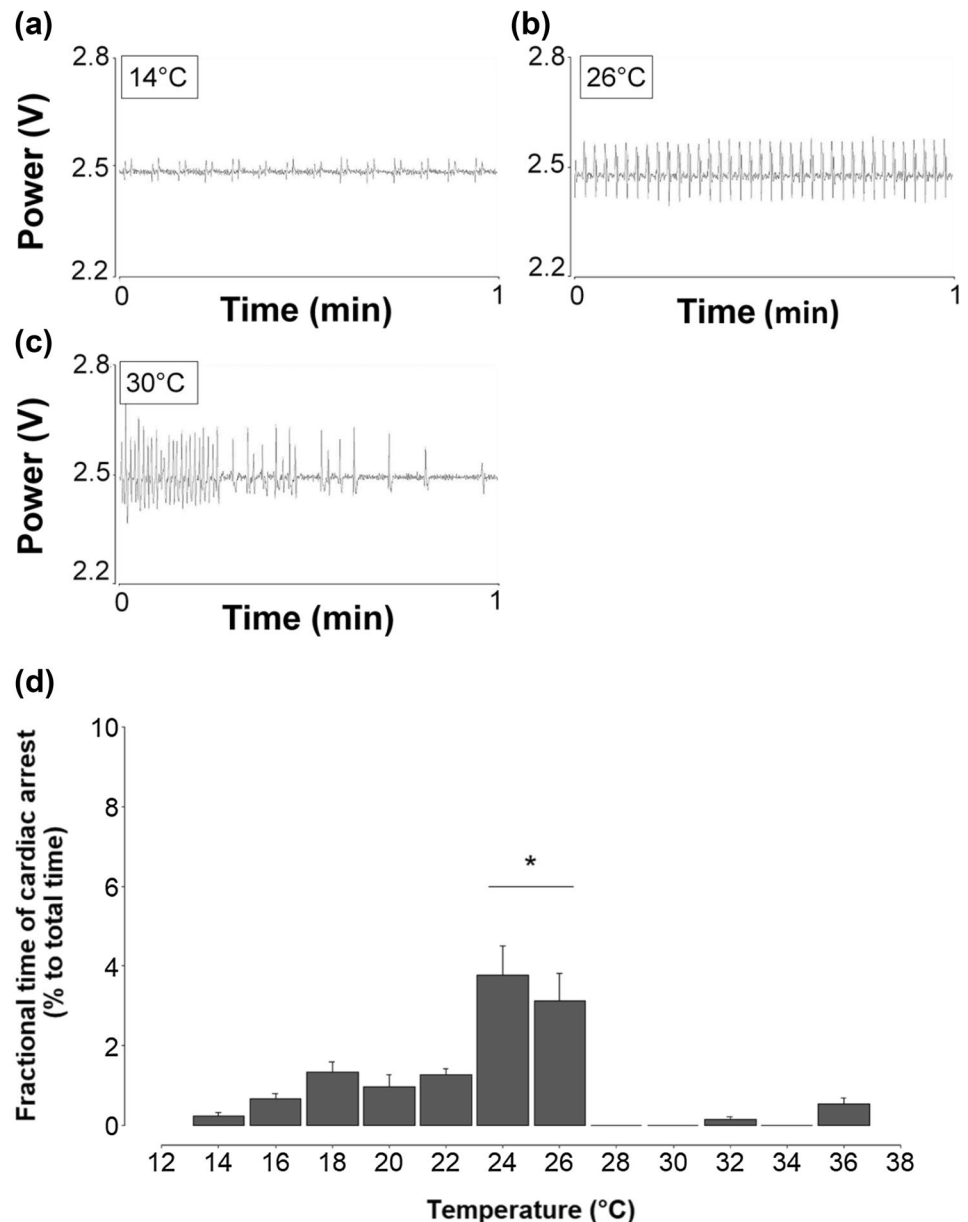 (a)
2.8
14°C
Power (V)
2.5
2.2
0
1
Time (min)
(b)
2.8
26°C
Power (V)
2.5
2.2
0
1
Time (min)
(c)
2.8
30°C
Power (V)
2.5
2.2
0
1
Time (min)
(d)
Fractional time of cardiac arrest
(% to total time)
10
8
6
4
2
0
*
12 14 16 18 20 22 24 26 28 30 32 34 36 38
Temperature (°C)